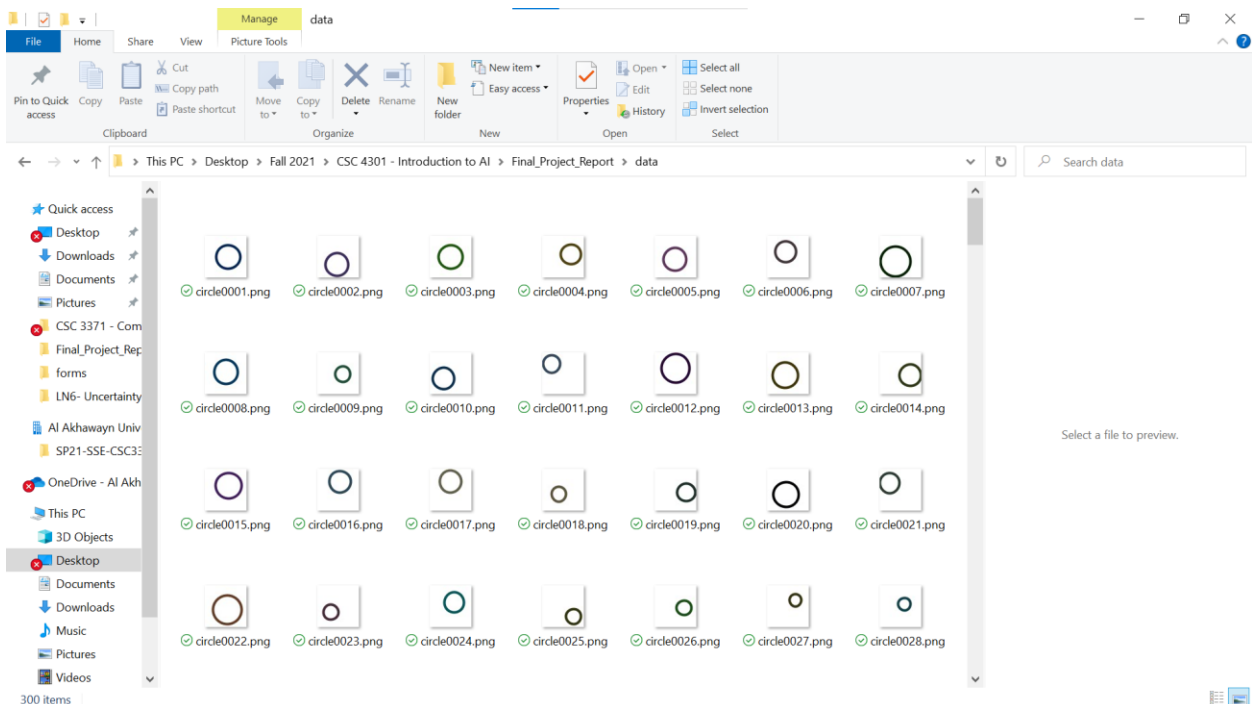 Manage data
File Home Share View Picture Tools
Pin to Quick access
Copy
Paste
Cut
Copy path
Paste shortcut
Clipboard
Move to
Copy to
Delete
Rename
Organize
New folder
New item
Easy access
New
Properties
Open
Edit
History
Open
Select all
Select none
Invert selection
Select
This PC > Desktop > Fall 2021 > CSC 4301 - Introduction to AI > Final_Project_Report > data
Search data
Quick access
Desktop
Downloads
Documents
Pictures
CSC 3371 - Com
Final_Project_Rep
forms
LN6- Uncertainty
Al Akhawayn Univ
SP21-SSE-CSC33
OneDrive - Al Akh
This PC
3D Objects
Desktop
Documents
Downloads
Music
Pictures
Videos
circle0001.png circle0002.png circle0003.png circle0004.png circle0005.png circle0006.png circle0007.png
circle0008.png circle0009.png circle0010.png circle0011.png circle0012.png circle0013.png circle0014.png
circle0015.png circle0016.png circle0017.png circle0018.png circle0019.png circle0020.png circle0021.png
circle0022.png circle0023.png circle0024.png circle0025.png circle0026.png circle0027.png circle0028.png
Select a file to preview.
300 items